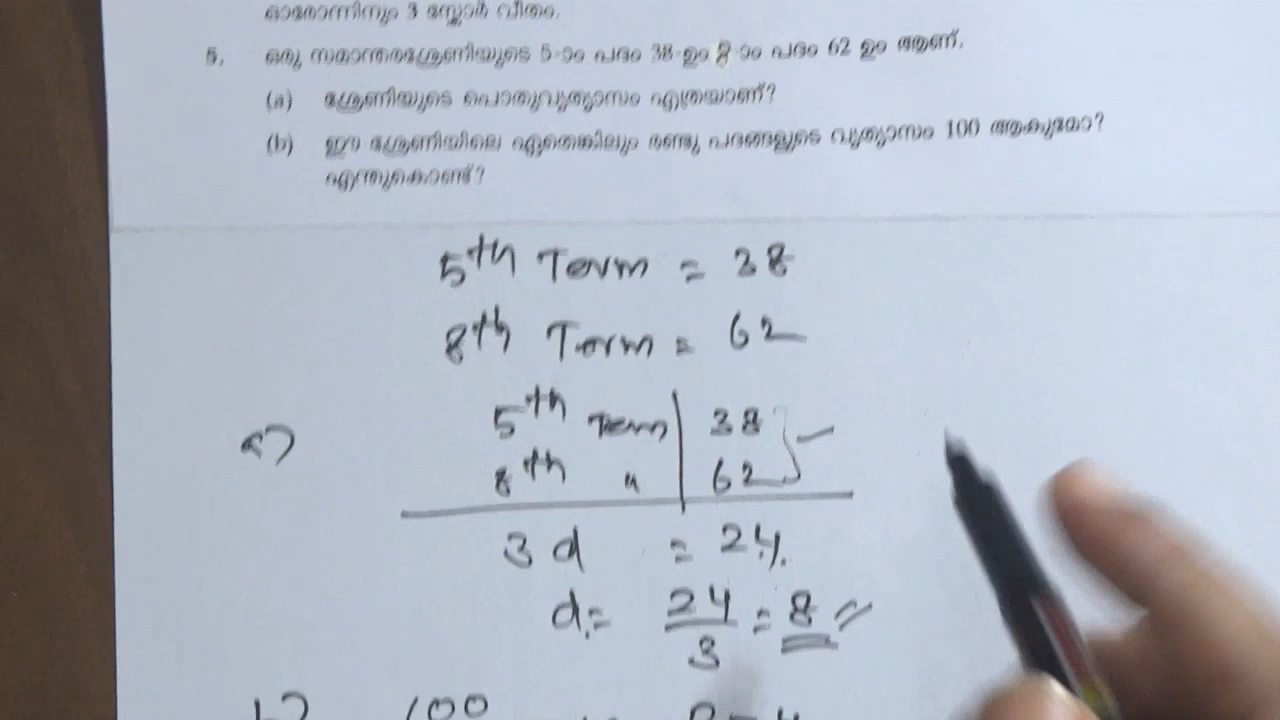 ഓരോന്നിനും 3 സ്കോർ വീതം.
5. ഒരു സമാന്തരശ്രേണിയുടെ 5-ാം പദം 38-ഉം 8-ാം പദം 62 ഉം ആണ്.
(a) ശ്രേണിയുടെ പൊതുവ്യത്യാസം എത്രയാണ്?
(b) ഈ ശ്രേണിയിലെ ഏതെങ്കിലും രണ്ടു പദങ്ങളുടെ വ്യത്യാസം 100 ആകുമോ?
എന്തുകൊണ്ട്?
5th Term = 38
8th Term = 62
a) 5th Term | 38
8th " | 62
3d = 24
d = 24/3 = 8
b) 100